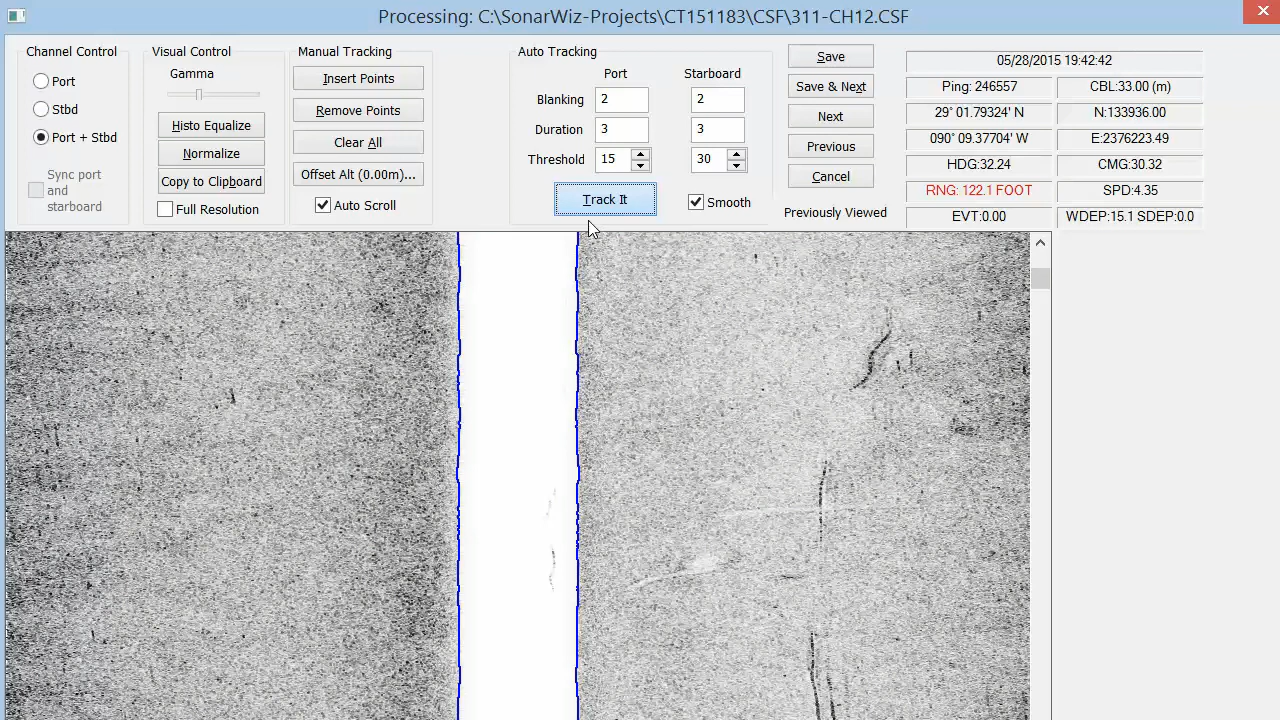 Processing: C:\SonarWiz-Projects\CT151183\CSF\311-CH12.CSF
Channel Control
Port
Stbd
Port + Stbd
Sync port
and
starboard
Visual Control
Gamma
Histo Equalize
Normalize
Copy to Clipboard
Full Resolution
Manual Tracking
Insert Points
Remove Points
Clear All
Offset Alt (0.00m)...
Auto Scroll
Auto Tracking
Port Starboard
Blanking 2 2
Duration 3 3
Threshold 15 30
Track It
Smooth
Save
Save & Next
Next
Previous
Cancel
Previously Viewed
05/28/2015 19:42:42
Ping: 246557 CBL:33.00 (m)
29° 01.79324' N N:133936.00
090° 09.37704' W E:2376223.49
HDG:32.24 CMG:30.32
RNG: 122.1 FOOT SPD:4.35
EVT:0.00 WDEP:15.1 SDEP:0.0